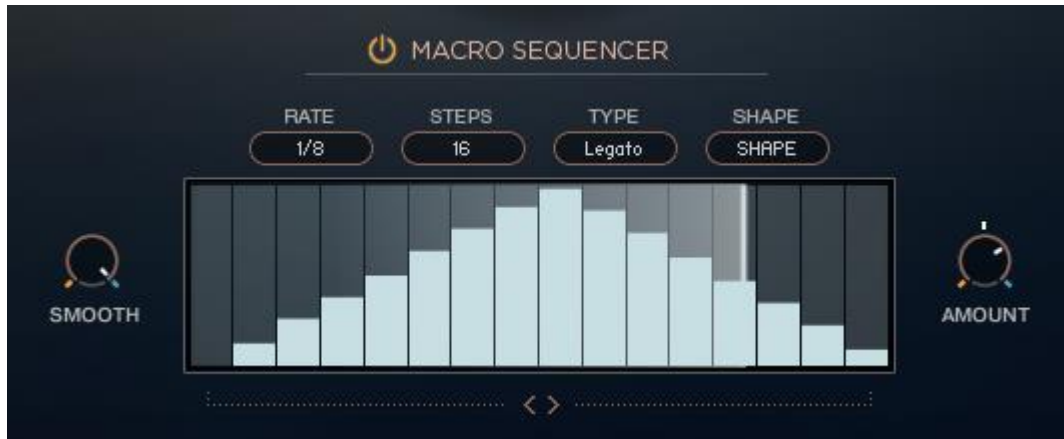 MACRO SEQUENCER
RATE STEPS TYPE SHAPE
1/8 16 Legato SHAPE
SMOOTH AMOUNT